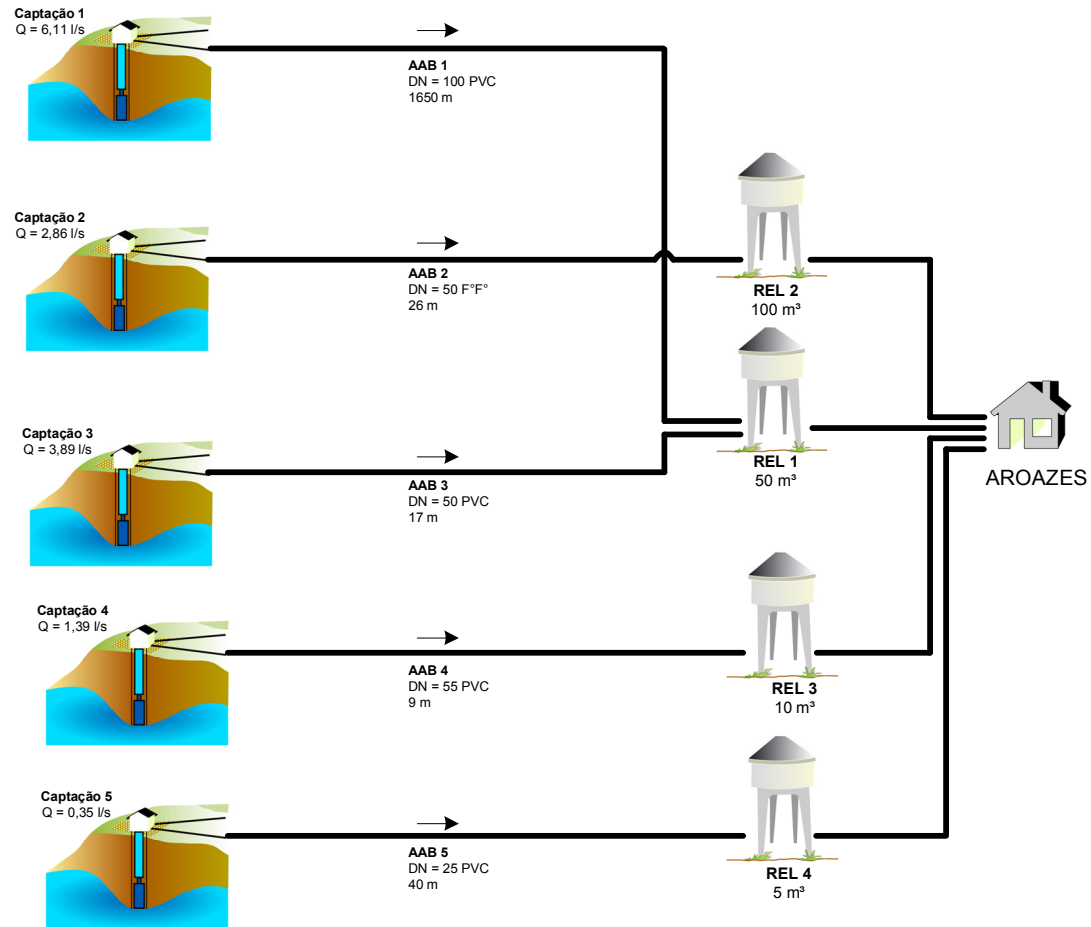 Captação 1
Q = 6,11 l/s
AAB 1
DN = 100 PVC
1650 m
Captação 2
Q = 2,86 l/s
AAB 2
DN = 50 F°F°
26 m
REL 2
100 m³
Captação 3
Q = 3,89 l/s
AAB 3
DN = 50 PVC
17 m
REL 1
50 m³
AROAZES
Captação 4
Q = 1,39 l/s
AAB 4
DN = 55 PVC
9 m
REL 3
10 m³
Captação 5
Q = 0,35 l/s
AAB 5
DN = 25 PVC
40 m
REL 4
5 m³